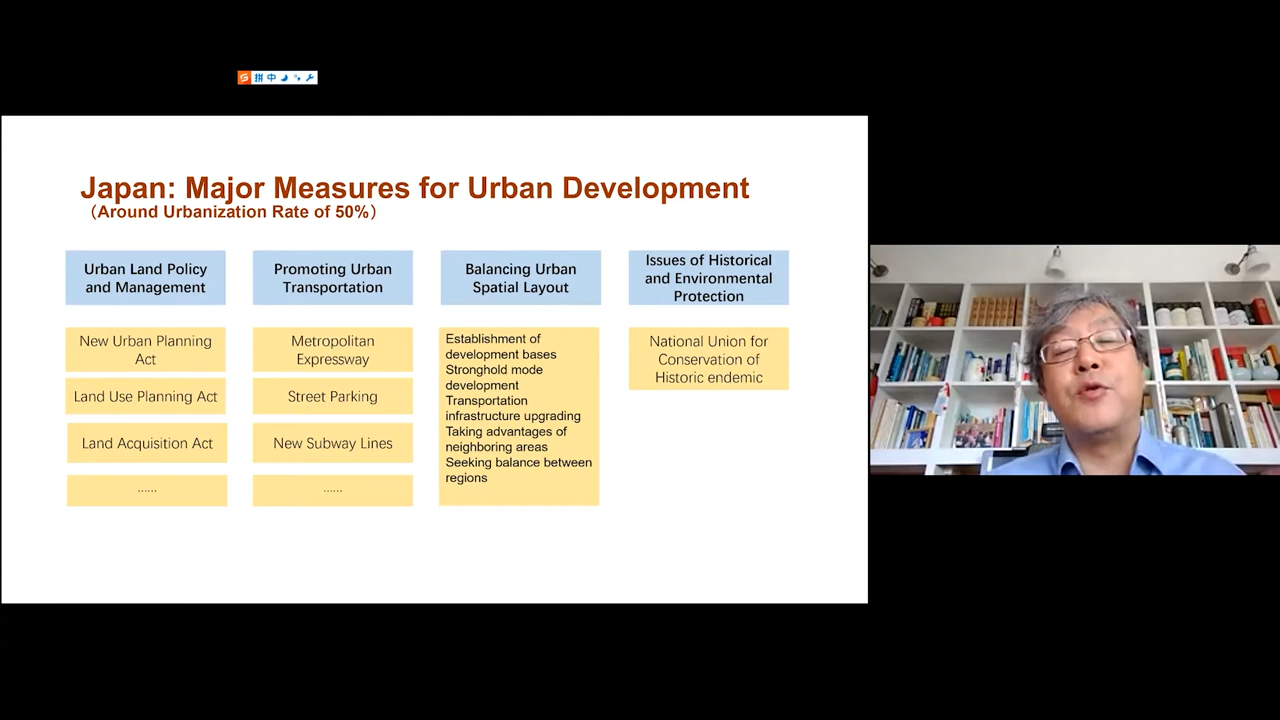 拼 中
Japan: Major Measures for Urban Development
（Around Urbanization Rate of 50%）
Urban Land Policy
and Management
New Urban Planning
Act
Land Use Planning Act
Land Acquisition Act
......
Promoting Urban
Transportation
Metropolitan
Expressway
Street Parking
New Subway Lines
......
Balancing Urban
Spatial Layout
Establishment of
development bases
Stronghold mode
development
Transportation
infrastructure upgrading
Taking advantages of
neighboring areas
Seeking balance between
regions
Issues of Historical
and Environmental
Protection
National Union for
Conservation of
Historic endemic